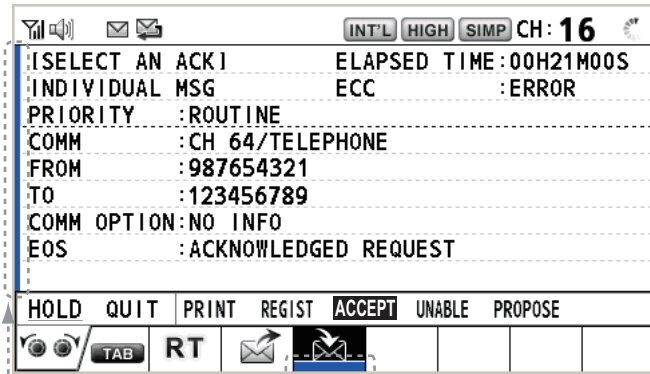 INT'L HIGH SIMP CH: 16
[SELECT AN ACK] ELAPSED TIME:00H21M00S
INDIVIDUAL MSG ECC :ERROR
PRIORITY :ROUTINE
COMM :CH 64/TELEPHONE
FROM :987654321
TO :123456789
COMM OPTION:NO INFO
EOS :ACKNOWLEDGED REQUEST
HOLD QUIT PRINT REGIST ACCEPT UNABLE PROPOSE
TAB RT